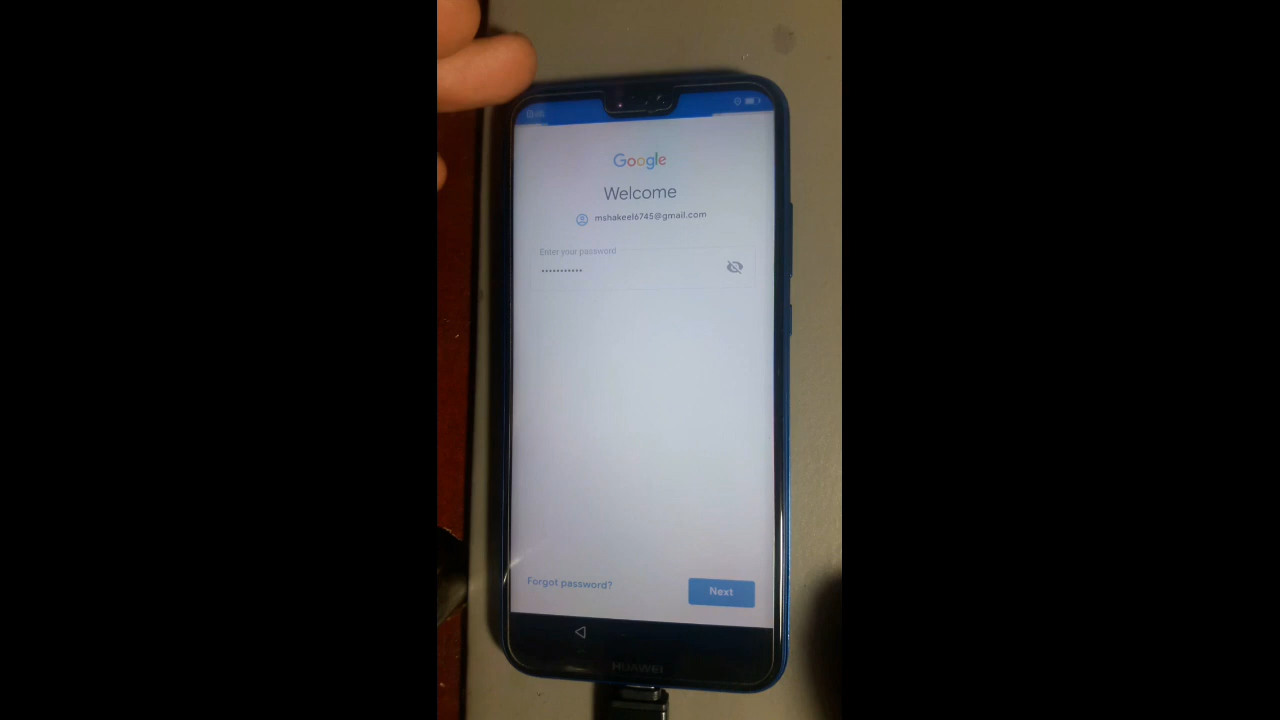 Google
Welcome
mshakeel6745@gmail.com
Enter your password
•••••••••••
Forgot password?
Next
HUAWEI